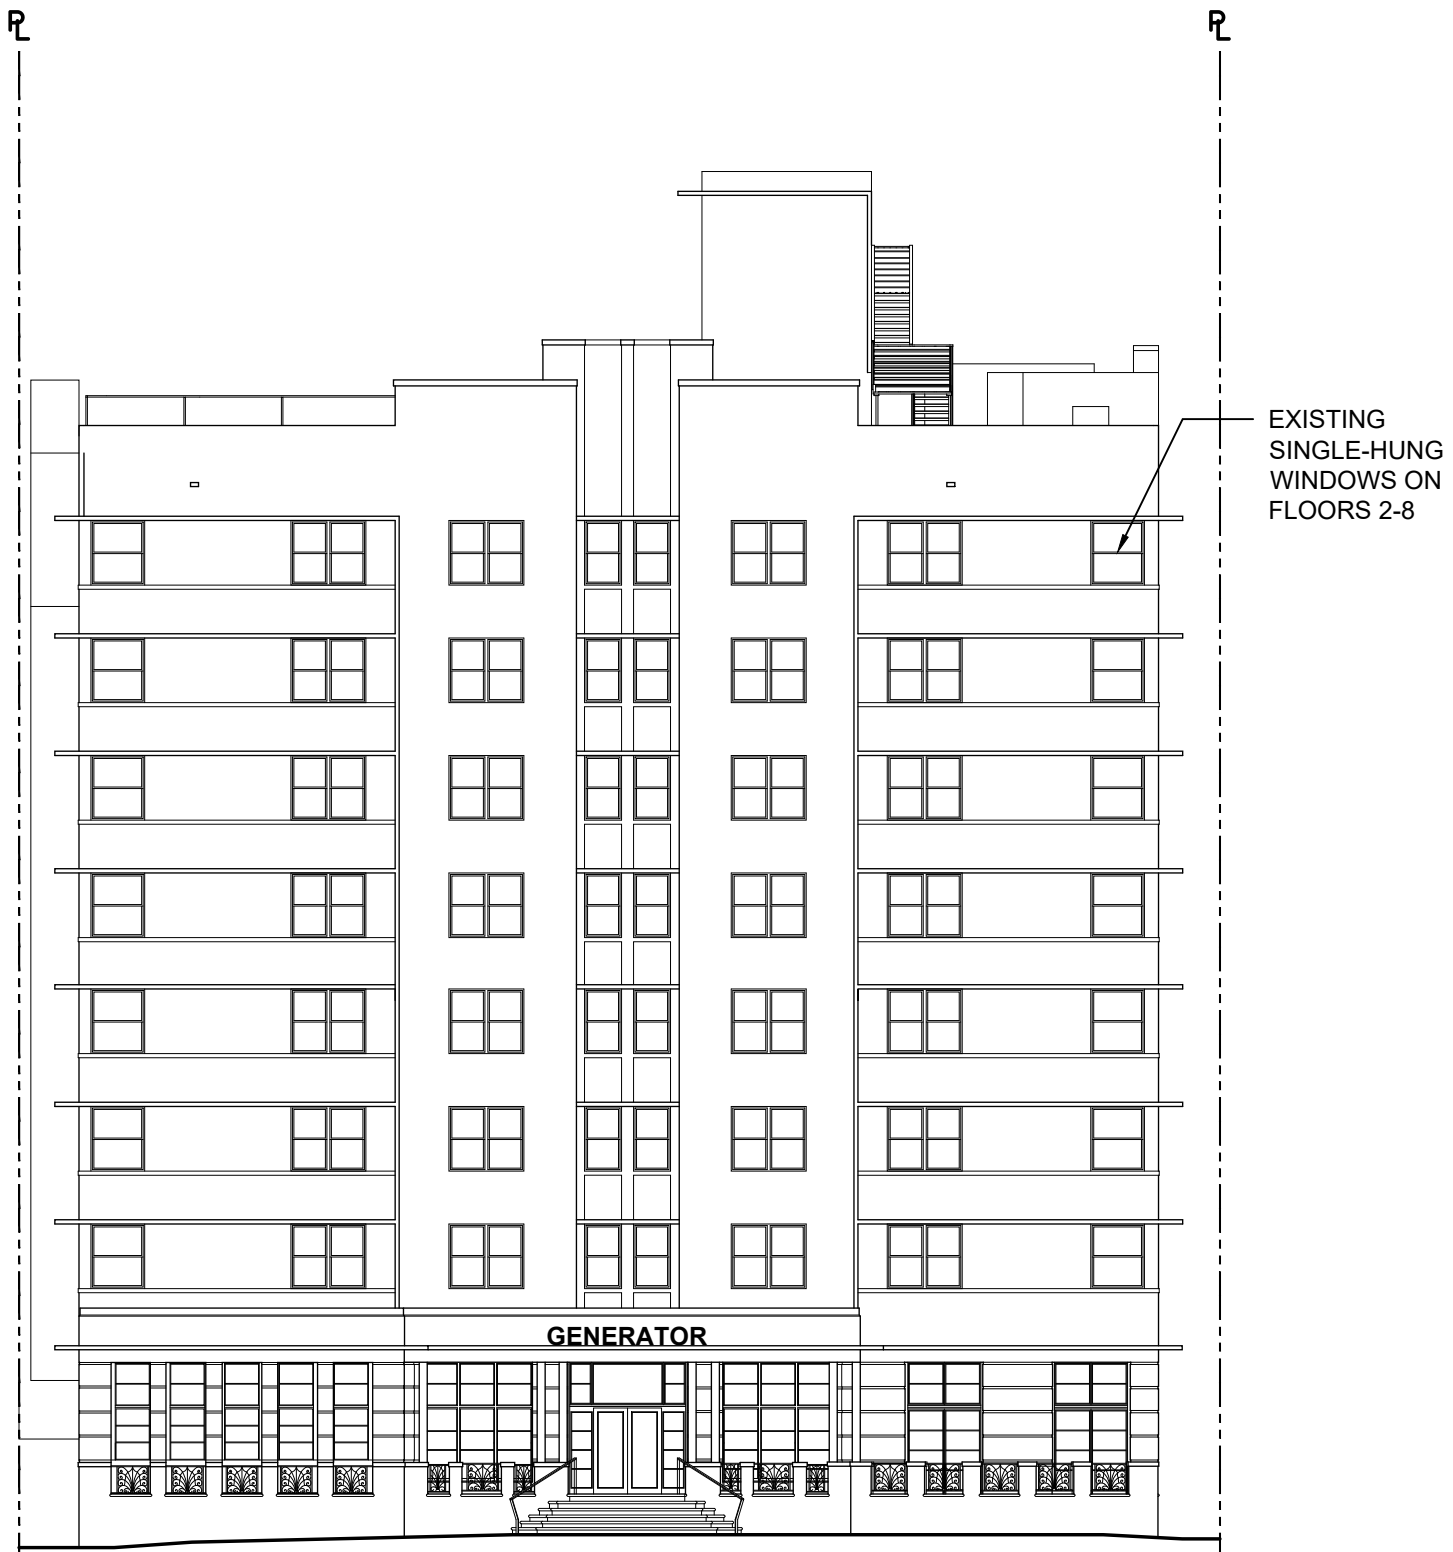 PL
PL
EXISTING
SINGLE-HUNG
WINDOWS ON
FLOORS 2-8
GENERATOR